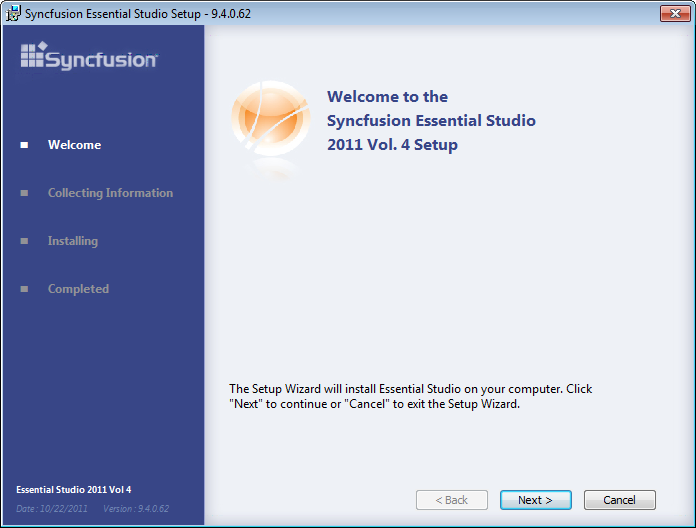 Syncfusion Essential Studio Setup - 9.4.0.62
Syncfusion
Welcome to the
Syncfusion Essential Studio
2011 Vol. 4 Setup
Welcome
Collecting Information
Installing
Completed
The Setup Wizard will install Essential Studio on your computer. Click
"Next" to continue or "Cancel" to exit the Setup Wizard.
Essential Studio 2011 Vol 4
Date : 10/22/2011 Version : 9.4.0.62
< Back Next > Cancel